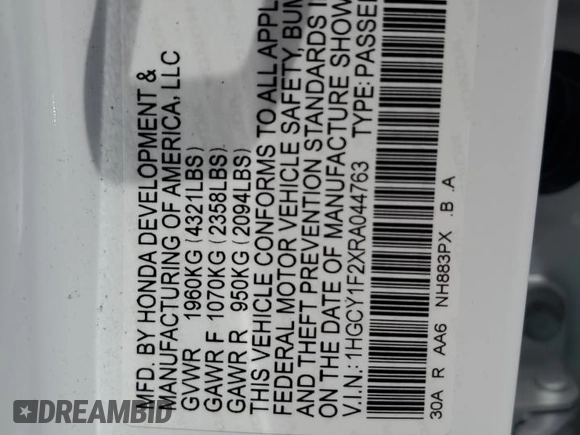 MFD. BY HONDA DEVELOPMENT &
MANUFACTURING OF AMERICA, LLC
GVWR 1960KG (4321LBS)
GAWR F 1070KG (2358LBS)
GAWR R 950KG (2094LBS)
THIS VEHICLE CONFORMS TO ALL APPL
FEDERAL MOTOR VEHICLE SAFETY, BUM
AND THEFT PREVENTION STANDARDS I
ON THE DATE OF MANUFACTURE SHOW
V.I.N.: 1HGCY1F2XRA044763 TYPE: PASSE
30A R AA6 NH883PX .B .A
DREAMBID